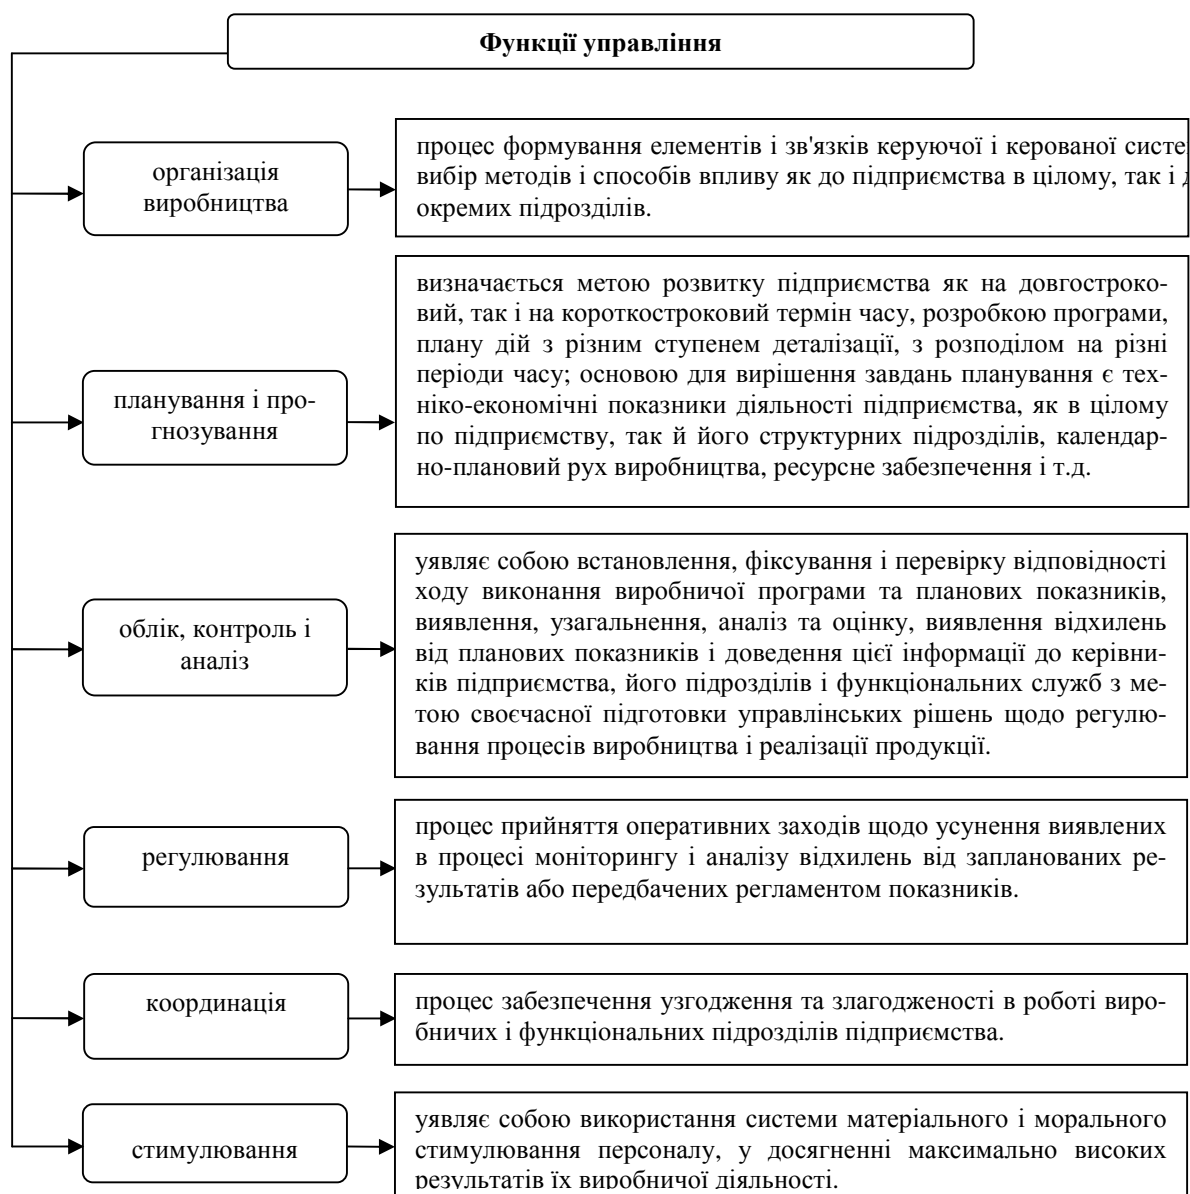 Функції управління
організація
виробництва
процес формування елементів і зв'язків керуючої і керованої
вибір методів і способів впливу як до підприємства в цілому, так і
окремих підрозділів.
планування і про-
гнозування
визначається метою розвитку підприємства як на довгостроко-
вий, так і на короткостроковий термін часу, розробкою програми,
плану дій з різним ступенем деталізації, з розподілом на різні
періоди часу; основою для вирішення завдань планування є тех-
ніко-економічні показники діяльності підприємства, як в цілому
по підприємству, так й його структурних підрозділів, календар-
но-плановий рух виробництва, ресурсне забезпечення і т.д.
облік, контроль і
аналіз
уявляє собою встановлення, фіксування і перевірку відповідності
ходу виконання виробничої програми та планових показників,
виявлення, узагальнення, аналіз та оцінку, виявлення відхилень
від планових показників і доведення цієї інформації до керівни-
ків підприємства, його підрозділів і функціональних служб з ме-
тою своєчасної підготовки управлінських рішень щодо регулю-
вання процесів виробництва і реалізації продукції.
регулювання
процес прийняття оперативних заходів щодо усунення виявлених
в процесі моніторингу і аналізу відхилень від запланованих ре-
зультатів або передбачених регламентом показників.
координація
процес забезпечення узгодження та злагодженості в роботі виро-
бничих і функціональних підрозділів підприємства.
стимулювання
уявляє собою використання системи матеріального і морального
стимулювання персоналу, у досягненні максимально високих
результатів їх виробничої діяльності.